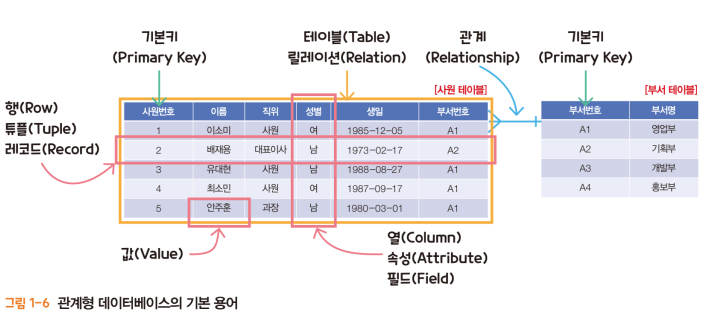 기본키
(Primary Key)
테이블(Table)
릴레이션(Relation)
관계
(Relationship)
기본키
(Primary Key)
행(Row)
튜플(Tuple)
레코드(Record)
[사원 테이블]
사원번호 이름 직위 성별 생일 부서번호
1 이소미 사원 여 1985-12-05 A1
2 배재용 대표이사 남 1973-02-17 A2
3 유대현 사원 남 1988-08-27 A1
4 최소민 사원 여 1987-09-17 A1
5 안주훈 과장 남 1980-03-01 A1
[부서 테이블]
부서번호 부서명
A1 영업부
A2 기획부
A3 개발부
A4 홍보부
값(Value)
열(Column)
속성(Attribute)
필드(Field)
그림 1-6 관계형 데이터베이스의 기본 용어